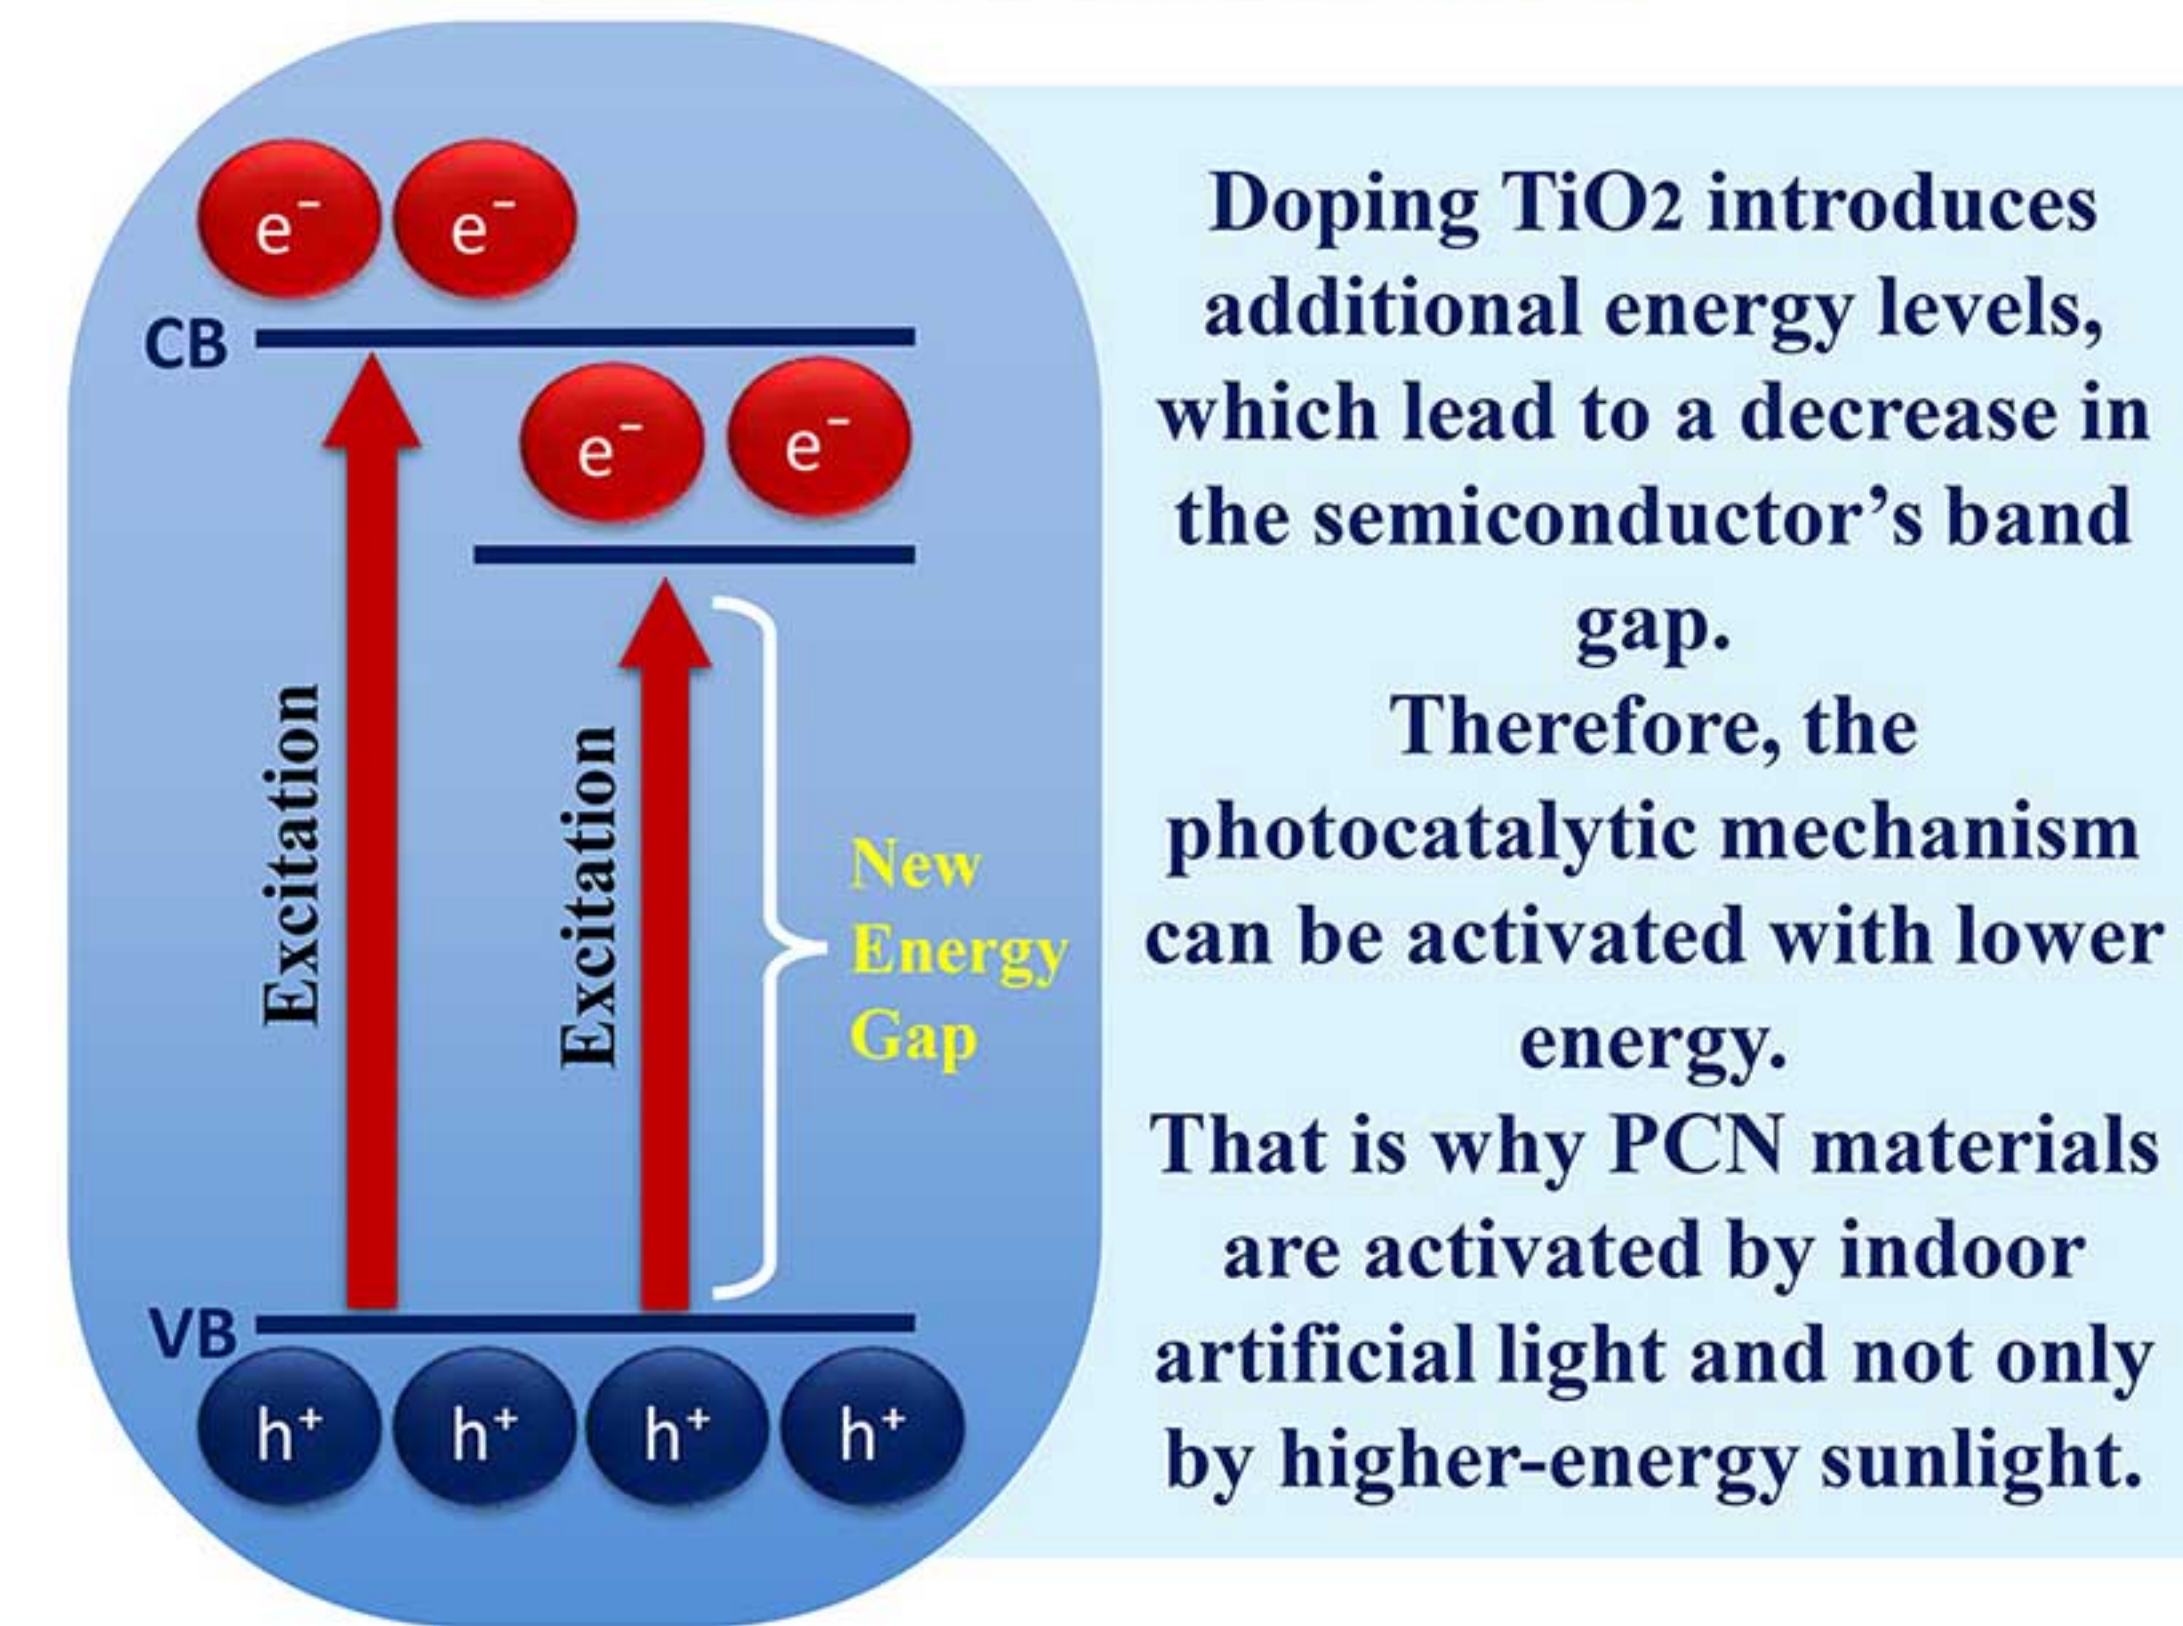 e⁻ e⁻
CB
e⁻ e⁻
Excitation
Excitation
New
Energy
Gap
VB
h⁺ h⁺ h⁺ h⁺
Doping TiO2 introduces
additional energy levels,
which lead to a decrease in
the semiconductor’s band
gap.
Therefore, the
photocatalytic mechanism
can be activated with lower
energy.
That is why PCN materials
are activated by indoor
artificial light and not only
by higher-energy sunlight.